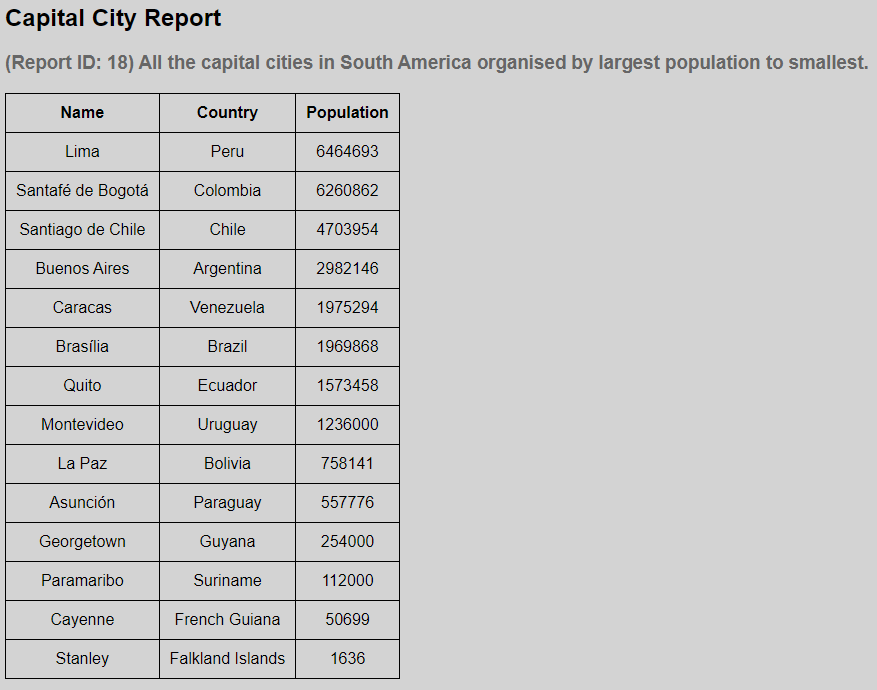 Capital City Report
(Report ID: 18) All the capital cities in South America organised by largest population to smallest.
Name Country Population
Lima Peru 6464693
Santafé de Bogotá Colombia 6260862
Santiago de Chile Chile 4703954
Buenos Aires Argentina 2982146
Caracas Venezuela 1975294
Brasília Brazil 1969868
Quito Ecuador 1573458
Montevideo Uruguay 1236000
La Paz Bolivia 758141
Asunción Paraguay 557776
Georgetown Guyana 254000
Paramaribo Suriname 112000
Cayenne French Guiana 50699
Stanley Falkland Islands 1636